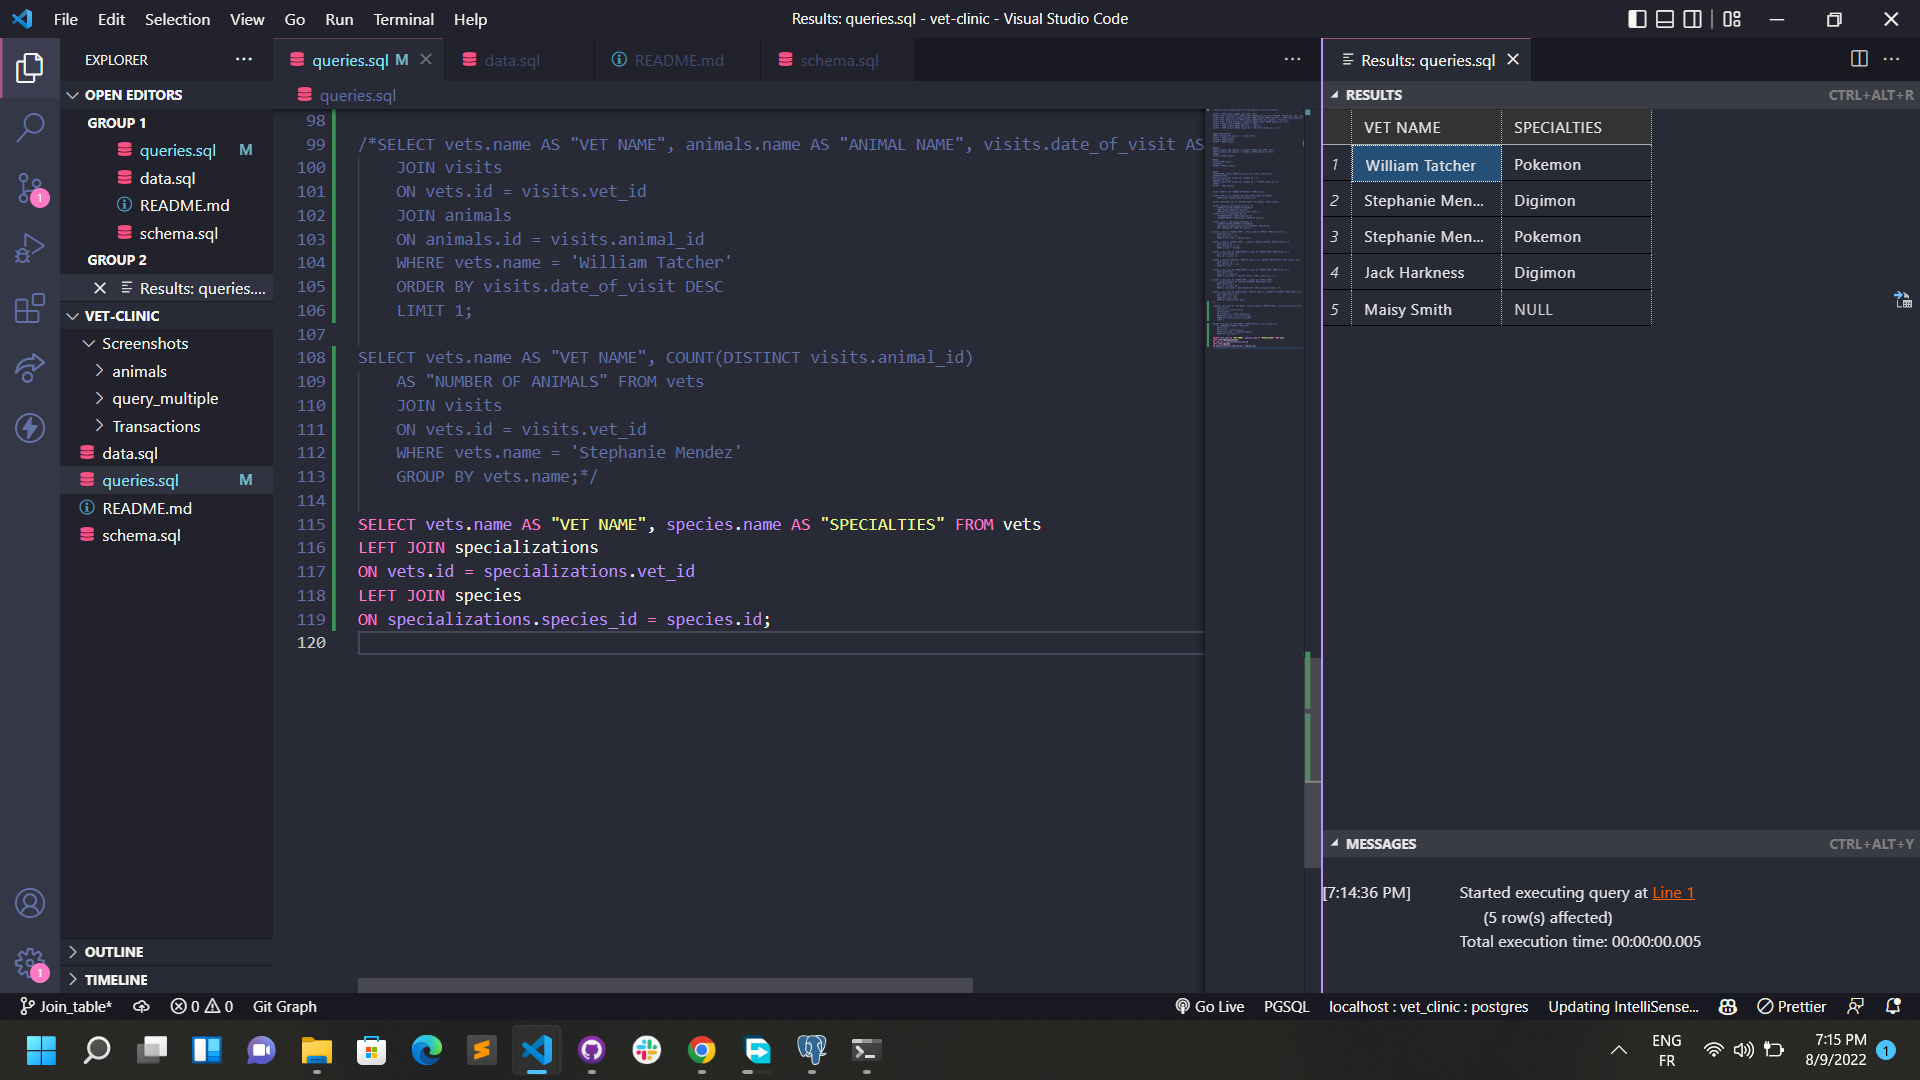 File Edit Selection View Go Run Terminal Help
Results: queries.sql - vet-clinic - Visual Studio Code
EXPLORER
OPEN EDITORS
GROUP 1
queries.sql M
data.sql
README.md
schema.sql
GROUP 2
Results: queries....
VET-CLINIC
Screenshots
animals
query_multiple
Transactions
data.sql
queries.sql M
README.md
schema.sql
OUTLINE
TIMELINE
1
1
queries.sql M
data.sql
README.md
schema.sql
queries.sql
98
99 /*SELECT vets.name AS "VET NAME", animals.name AS "ANIMAL NAME", visits.date_of_visit AS
100 JOIN visits
101 ON vets.id = visits.vet_id
102 JOIN animals
103 ON animals.id = visits.animal_id
104 WHERE vets.name = 'William Tatcher'
105 ORDER BY visits.date_of_visit DESC
106 LIMIT 1;
107
108 SELECT vets.name AS "VET NAME", COUNT(DISTINCT visits.animal_id)
109 AS "NUMBER OF ANIMALS" FROM vets
110 JOIN visits
111 ON vets.id = visits.vet_id
112 WHERE vets.name = 'Stephanie Mendez'
113 GROUP BY vets.name;*/
114
115 SELECT vets.name AS "VET NAME", species.name AS "SPECIALTIES" FROM vets
116 LEFT JOIN specializations
117 ON vets.id = specializations.vet_id
118 LEFT JOIN species
119 ON specializations.species_id = species.id;
120
Results: queries.sql
RESULTS CTRL+ALT+R
VET NAME SPECIALTIES
1 William Tatcher Pokemon
2 Stephanie Men... Digimon
3 Stephanie Men... Pokemon
4 Jack Harkness Digimon
5 Maisy Smith NULL
MESSAGES CTRL+ALT+Y
[7:14:36 PM] Started executing query at Line 1
(5 row(s) affected)
Total execution time: 00:00:00.005
Join_table* 0 0 Git Graph
Go Live PGSQL localhost : vet_clinic : postgres Updating IntelliSense... Prettier
ENG
FR
7:15 PM
8/9/2022
1